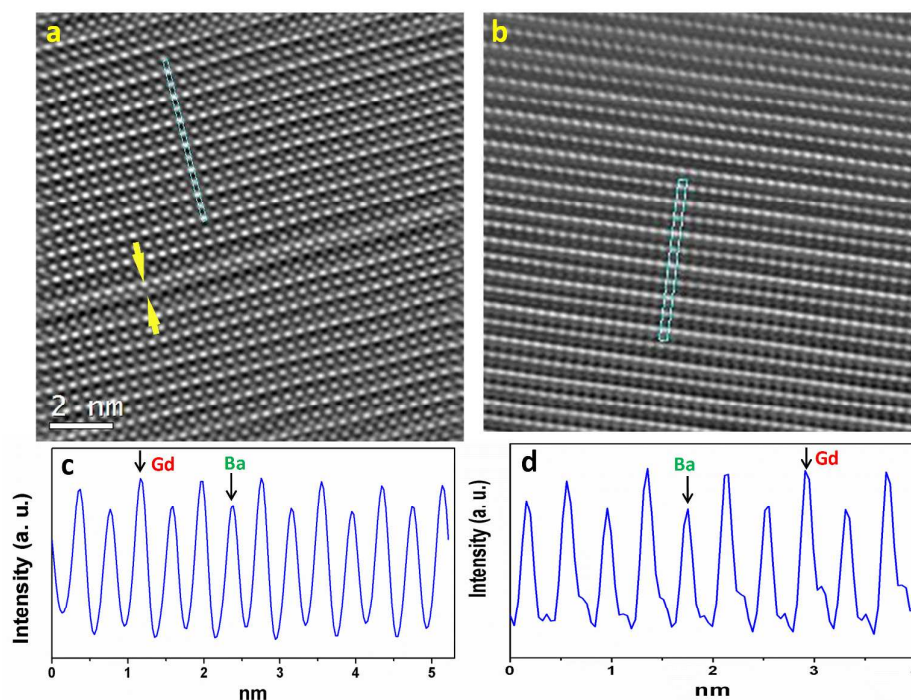 a
b
2 nm
c
Gd
Ba
Intensity (a. u.)
0 1 2 3 4 5
nm
d
Ba
Gd
Intensity (a. u.)
0 1 2 3
nm